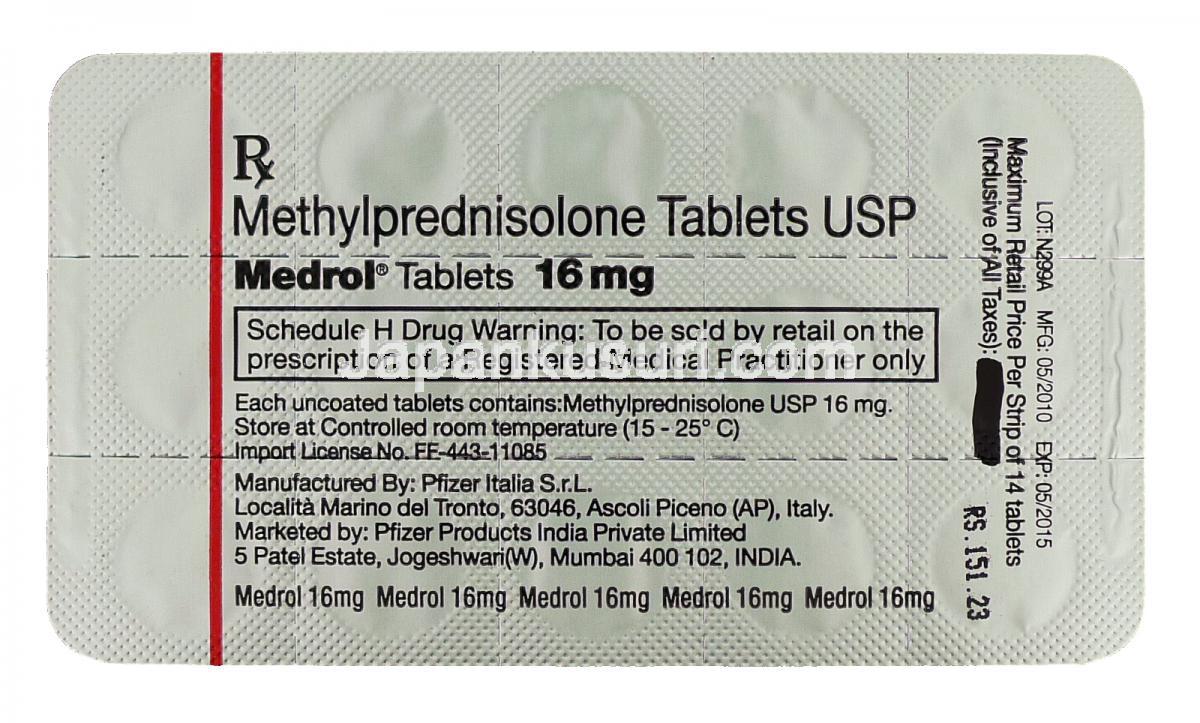 Rx
Methylprednisolone Tablets USP
Medrol® Tablets 16 mg
Schedule H Drug Warning: To be sc'd by retail on the
prescription of a Registered Medical Practitioner only
Japankusuri.com
Each uncoated tablets contains:Methylprednisolone USP 16 mg.
Store at Controlled room temperature (15 - 25° C)
Import License No. FF-443-11085
Manufactured By: Pfizer Italia S.r.L.
Località Marino del Tronto, 63046, Ascoli Piceno (AP), Italy.
Marketed by: Pfizer Products India Private Limited
5 Patel Estate, Jogeshwari(W), Mumbai 400 102, INDIA.
Medrol 16mg Medrol 16mg Medrol 16mg Medrol 16mg Medrol 16mg
LOT: N299A MFG: 05/2010 EXP: 05/2015
Maximum Retail Price Per Strip of 14 tablets
(Inclusive of All Taxes):
RS.151.23